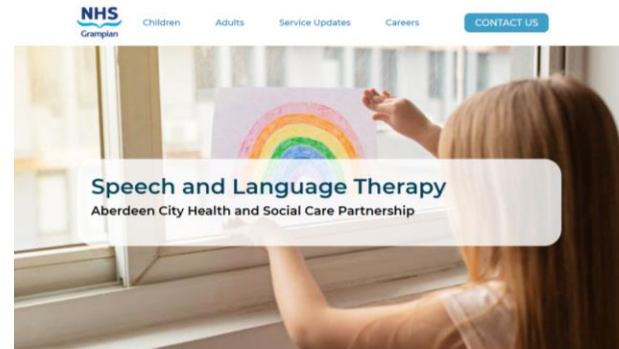 NHS
Grampian
Children
Adults
Service Updates
Careers
CONTACT US
Speech and Language Therapy
Aberdeen City Health and Social Care Partnership